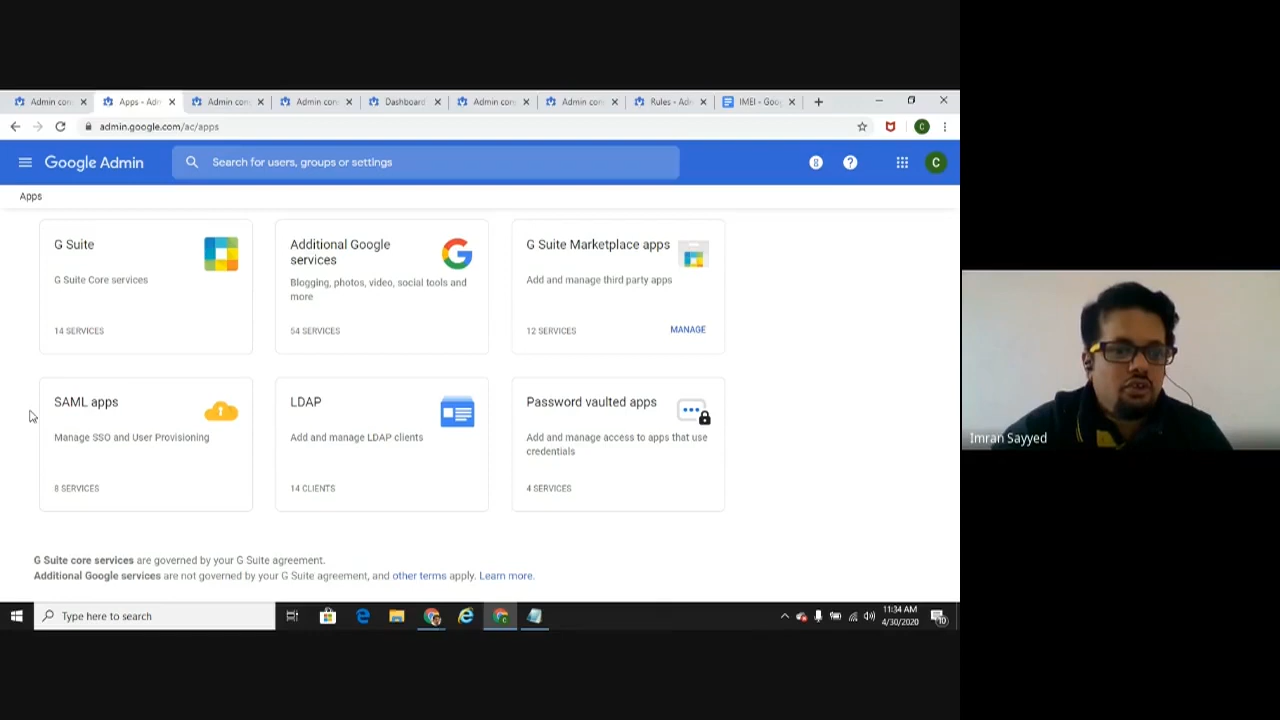 Admin con
Apps - Adm
Admin con
Admin con
Dashboard
Admin con
Admin con
Rules - Adm
IMEI - Goog
admin.google.com/ac/apps
C
Google Admin
Search for users, groups or settings
8
?
C
Apps
G Suite
G Suite Core services
14 SERVICES
Additional Google
services
Blogging, photos, video, social tools and
more
54 SERVICES
G Suite Marketplace apps
Add and manage third party apps
12 SERVICES
MANAGE
SAML apps
Manage SSO and User Provisioning
8 SERVICES
LDAP
Add and manage LDAP clients
14 CLIENTS
Password vaulted apps
Add and manage access to apps that use
credentials
4 SERVICES
G Suite core services are governed by your G Suite agreement.
Additional Google services are not governed by your G Suite agreement, and other terms apply. Learn more.
Imran Sayyed
Type here to search
11:34 AM
4/30/2020
10